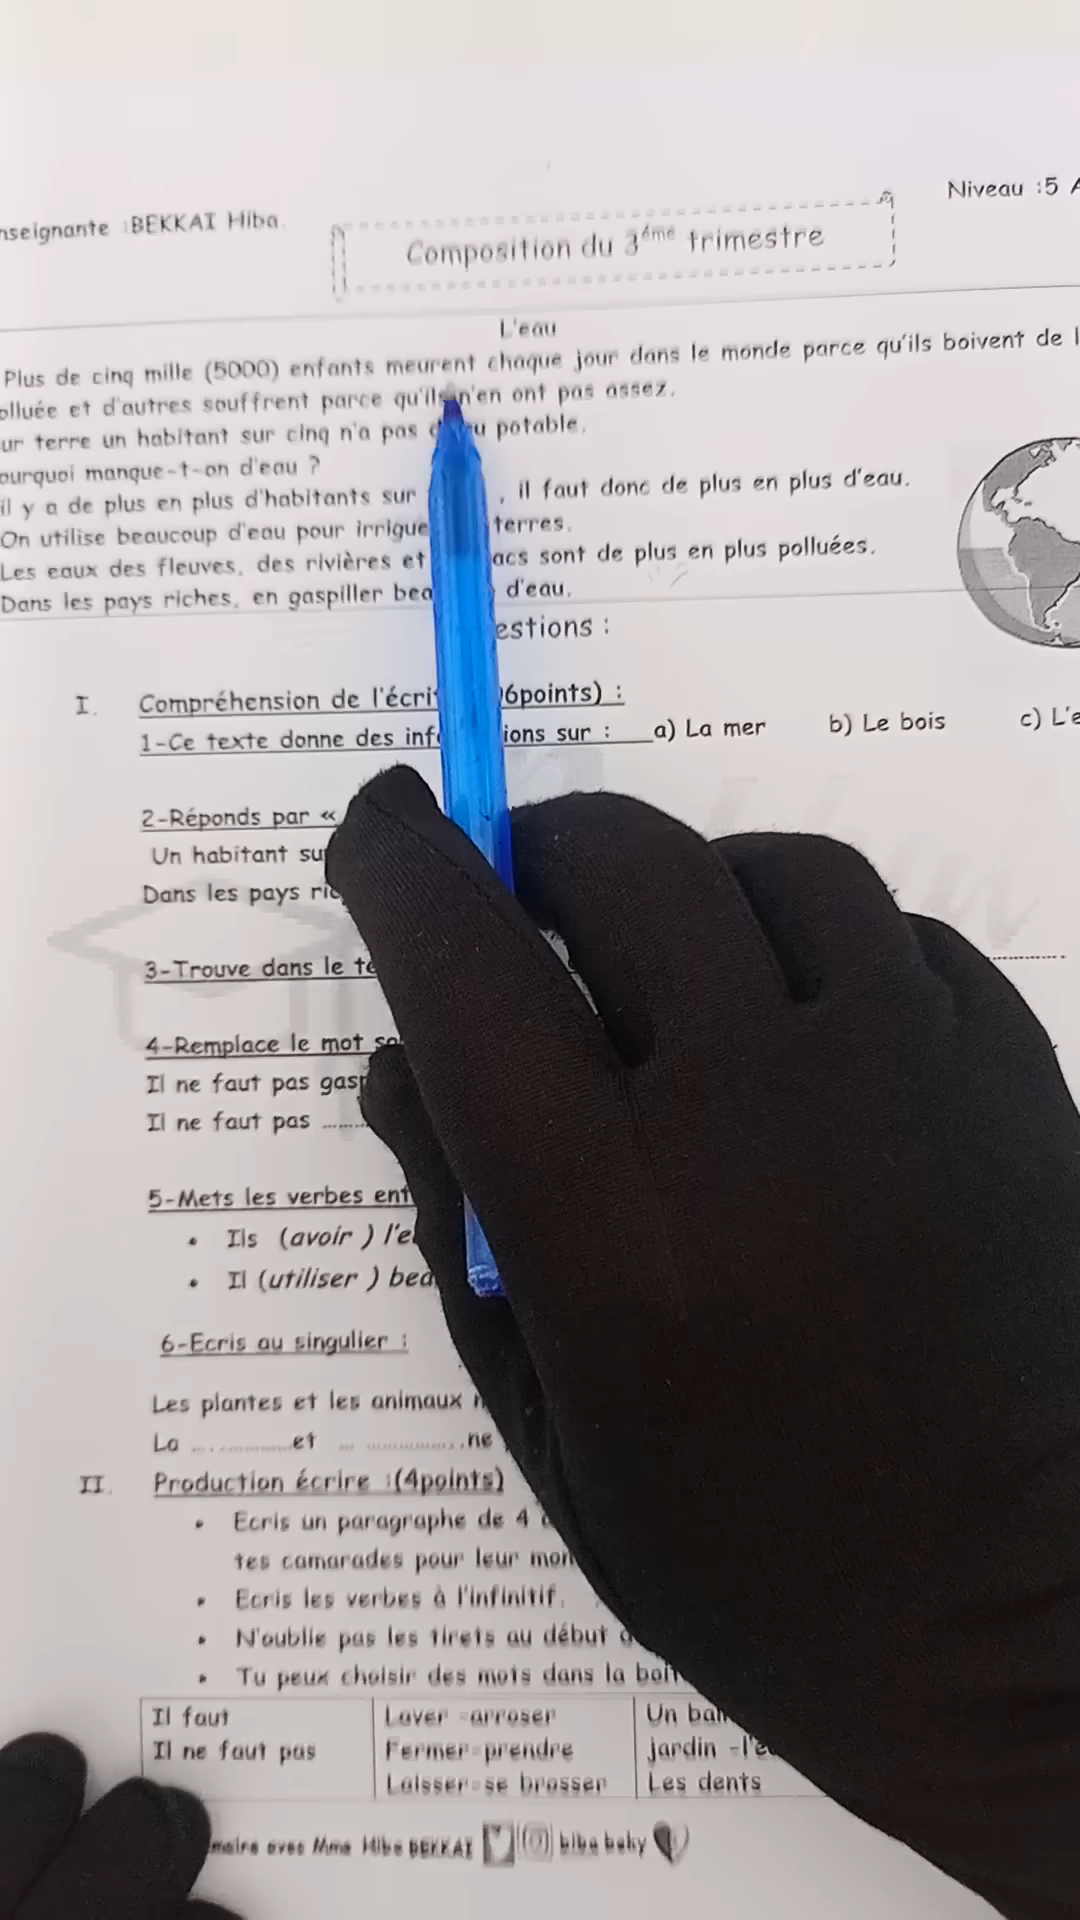 nseignante :BEKKAI Hiba.
Niveau :5
Composition du 3ème trimestre
L'eau
Plus de cinq mille (5000) enfants meurent chaque jour dans le monde parce qu'ils boivent de l
olluée et d'autres souffrent parce qu'ils n'en ont pas assez.
ur terre un habitant sur cinq n'a pas potable.
ourquoi manque-t-on d'eau ?
il y a de plus en plus d'habitants sur , il faut donc de plus en plus d'eau.
On utilise beaucoup d'eau pour irrigue terres.
Les eaux des fleuves, des rivières et acs sont de plus en plus polluées.
Dans les pays riches, en gaspiller bea d'eau.
estions :
I. Compréhension de l'écri 6points) :
1-Ce texte donne des inf ions sur : a) La mer b) Le bois c) L'e
2-Réponds par «
Un habitant su
Dans les pays ri
3-Trouve dans le te
4-Remplace le mot so
Il ne faut pas gasp
Il ne faut pas ........
5-Mets les verbes ent
• Ils (avoir ) l'e
• Il (utiliser ) bea
6-Ecris au singulier :
Les plantes et les animaux
La ...............et ... ...............ne
II. Production écrire :(4points)
• Ecris un paragraphe de 4
tes camarades pour leur mon
• Ecris les verbes à l'infinitif.
• N'oublie pas les tirets au début
• Tu peux choisir des mots dans la boit
Il faut Laver -arroser Un bai
Il ne faut pas Fermer-prendre jardin -l'e
Laisser-se brosser Les dents
maire avec Mme Hiba BEKKAI hiba beky